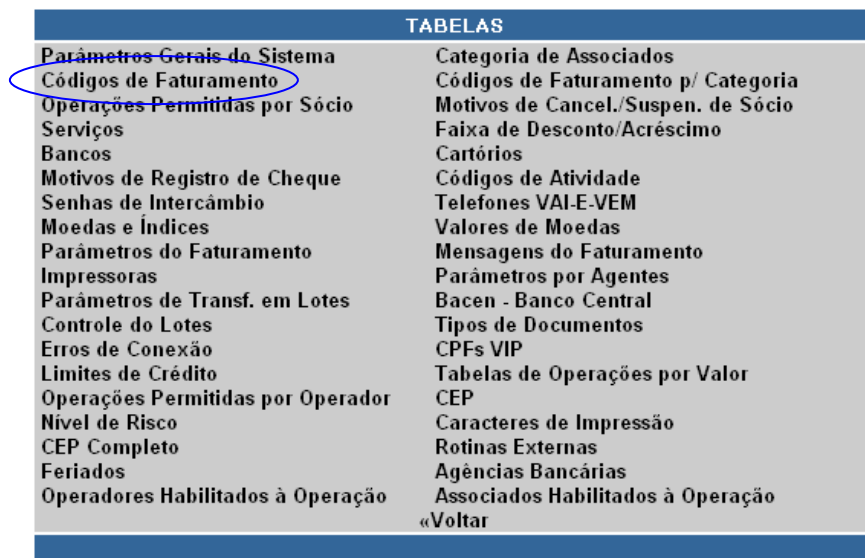 TABELAS
Parâmetros Gerais do Sistema Categoria de Associados
Códigos de Faturamento Códigos de Faturamento p/ Categoria
Operações Permitidas por Sócio Motivos de Cancel./Suspen. de Sócio
Serviços Faixa de Desconto/Acréscimo
Bancos Cartórios
Motivos de Registro de Cheque Códigos de Atividade
Senhas de Intercâmbio Telefones VAI-E-VEM
Moedas e Índices Valores de Moedas
Parâmetros do Faturamento Mensagens do Faturamento
Impressoras Parâmetros por Agentes
Parâmetros de Transf. em Lotes Bacen - Banco Central
Controle do Lotes Tipos de Documentos
Erros de Conexão CPFs VIP
Limites de Crédito Tabelas de Operações por Valor
Operações Permitidas por Operador CEP
Nível de Risco Caracteres de Impressão
CEP Completo Rotinas Externas
Feriados Agências Bancárias
Operadores Habilitados à Operação Associados Habilitados à Operação
«Voltar